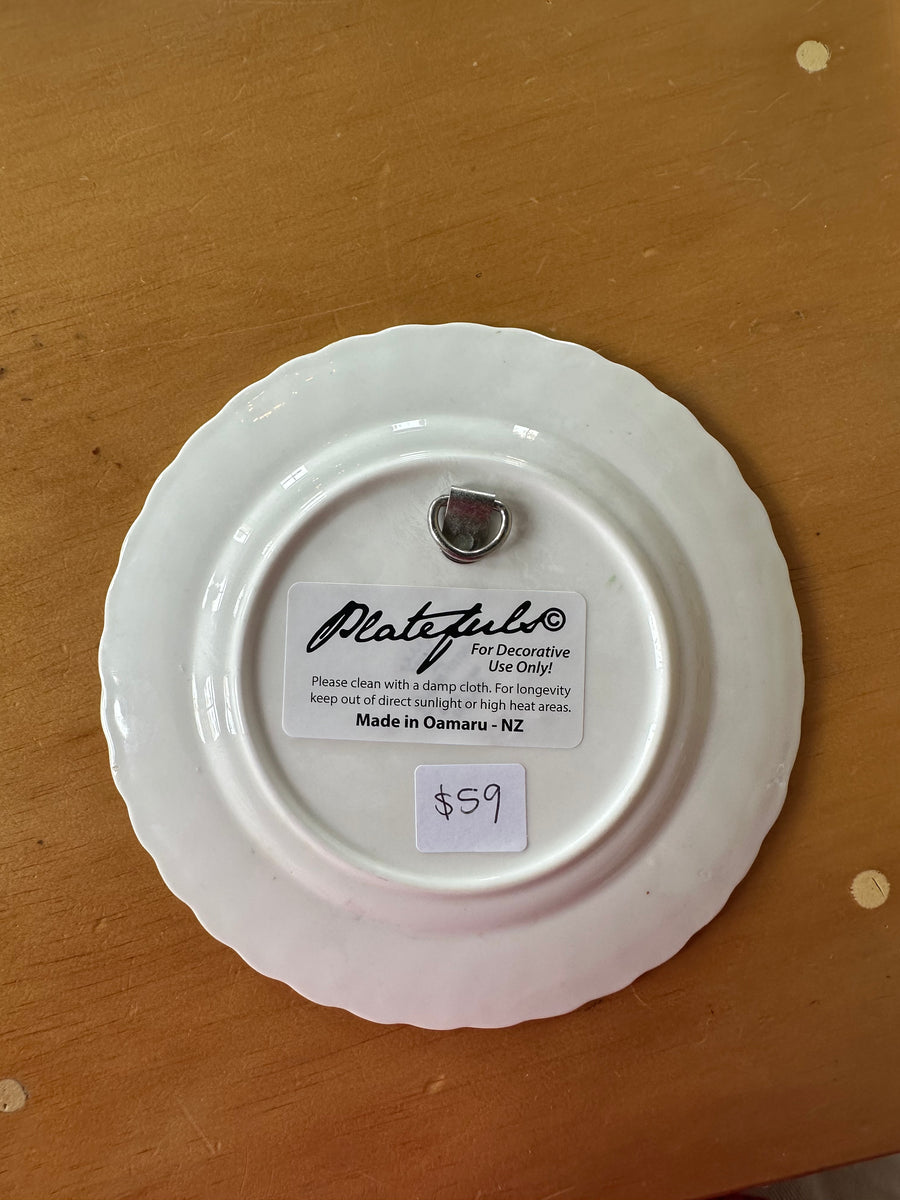 Platefuls©
For Decorative
Use Only!
Please clean with a damp cloth. For longevity
keep out of direct sunlight or high heat areas.
Made in Oamaru - NZ
$59